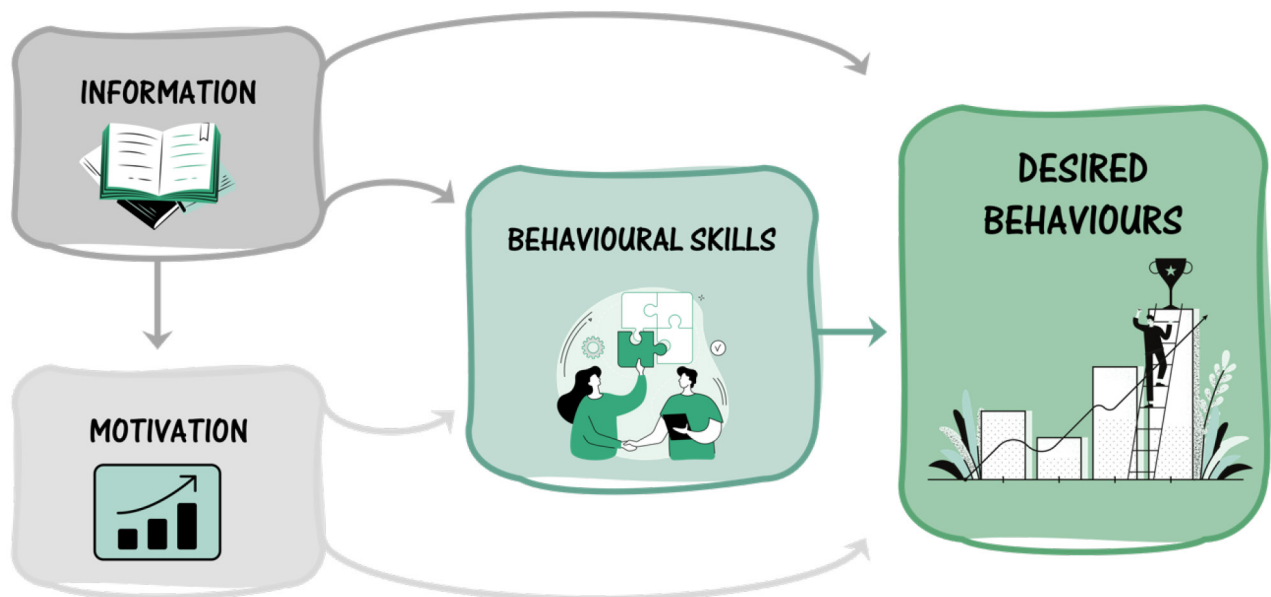 INFORMATION
DESIRED
BEHAVIOURS
BEHAVIOURAL SKILLS
MOTIVATION